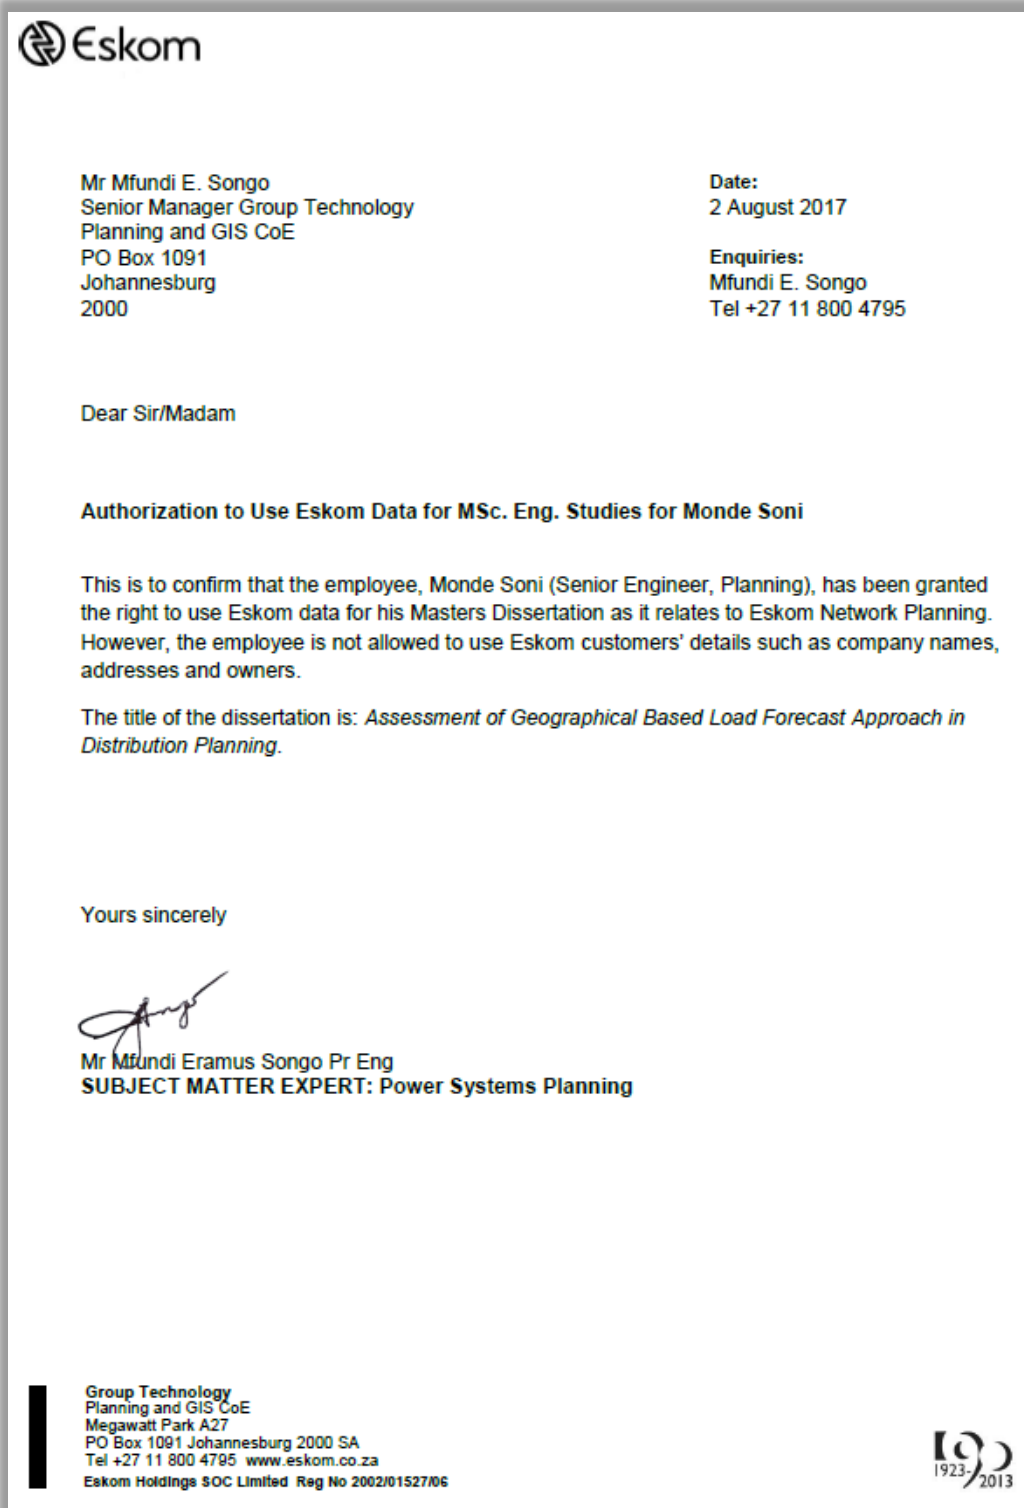 Eskom
Mr Mfundi E. Songo
Senior Manager Group Technology
Planning and GIS CoE
PO Box 1091
Johannesburg
2000
Date:
2 August 2017
Enquiries:
Mfundi E. Songo
Tel +27 11 800 4795
Dear Sir/Madam
Authorization to Use Eskom Data for MSc. Eng. Studies for Monde Soni
This is to confirm that the employee, Monde Soni (Senior Engineer, Planning), has been granted
the right to use Eskom data for his Masters Dissertation as it relates to Eskom Network Planning.
However, the employee is not allowed to use Eskom customers' details such as company names,
addresses and owners.
The title of the dissertation is: Assessment of Geographical Based Load Forecast Approach in
Distribution Planning.
Yours sincerely
Mr Mfundi Eramus Songo Pr Eng
SUBJECT MATTER EXPERT: Power Systems Planning
Group Technology
Planning and GIS CoE
Megawatt Park A27
PO Box 1091 Johannesburg 2000 SA
Tel +27 11 800 4795 www.eskom.co.za
Eskom Holdings SOC Limited Reg No 2002/01527/06
1923-
2013